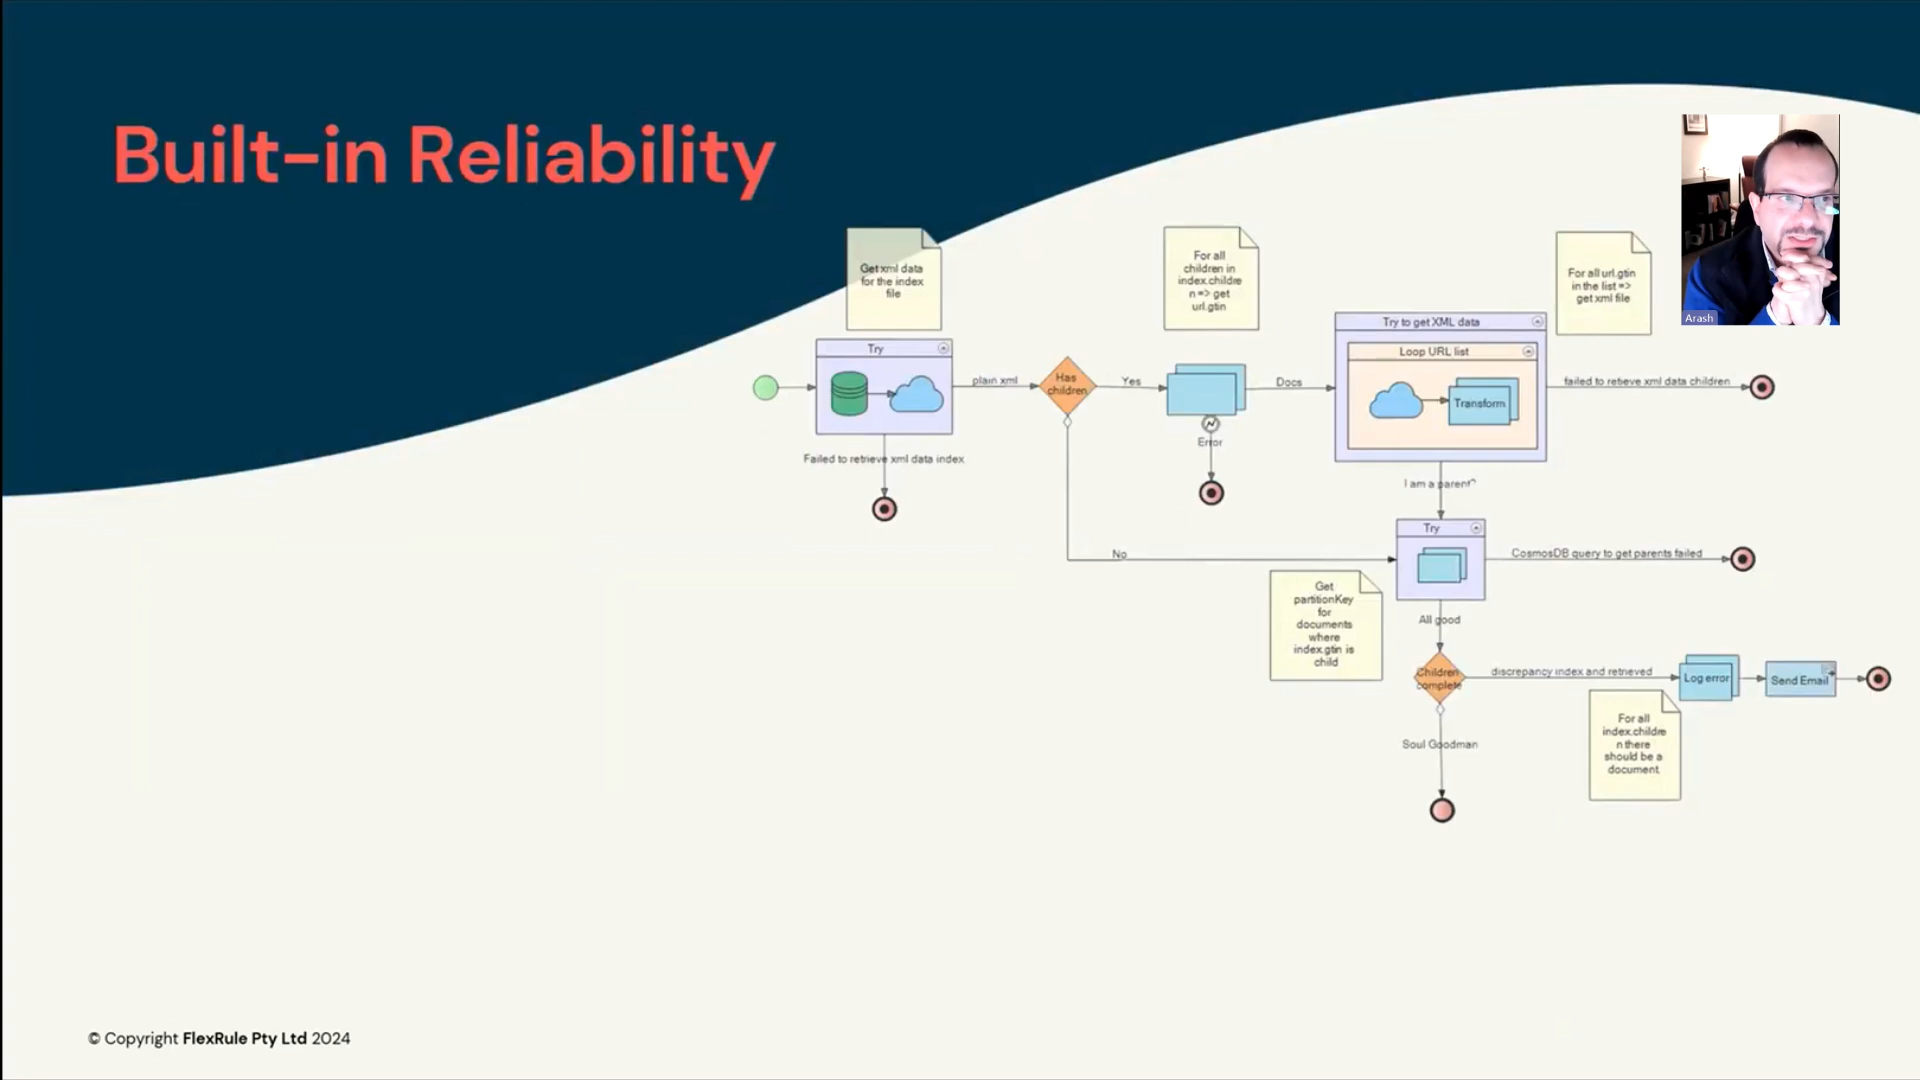 Built-in Reliability
Get xml data
for the index
file
For all
children in
index.childre
n => get
url.gtin
For all url.gtin
in the list =>
get xml file
Arash
Try to get XML data
Loop URL list
Transform
Try
plain xml
Has
children
Yes
Docs
failed to retieve xml data children
Error
Failed to retrieve xml data index
I am a parent?
Try
No
CosmosDB query to get parents failed
Get
partitionKey
for
documents
where
index.gtin is
child
All good
Children
complete
discrepancy index and retrieved
Log error
Send Email
For all
index.childre
n there
should be a
document
Soul Goodman
© Copyright FlexRule Pty Ltd 2024